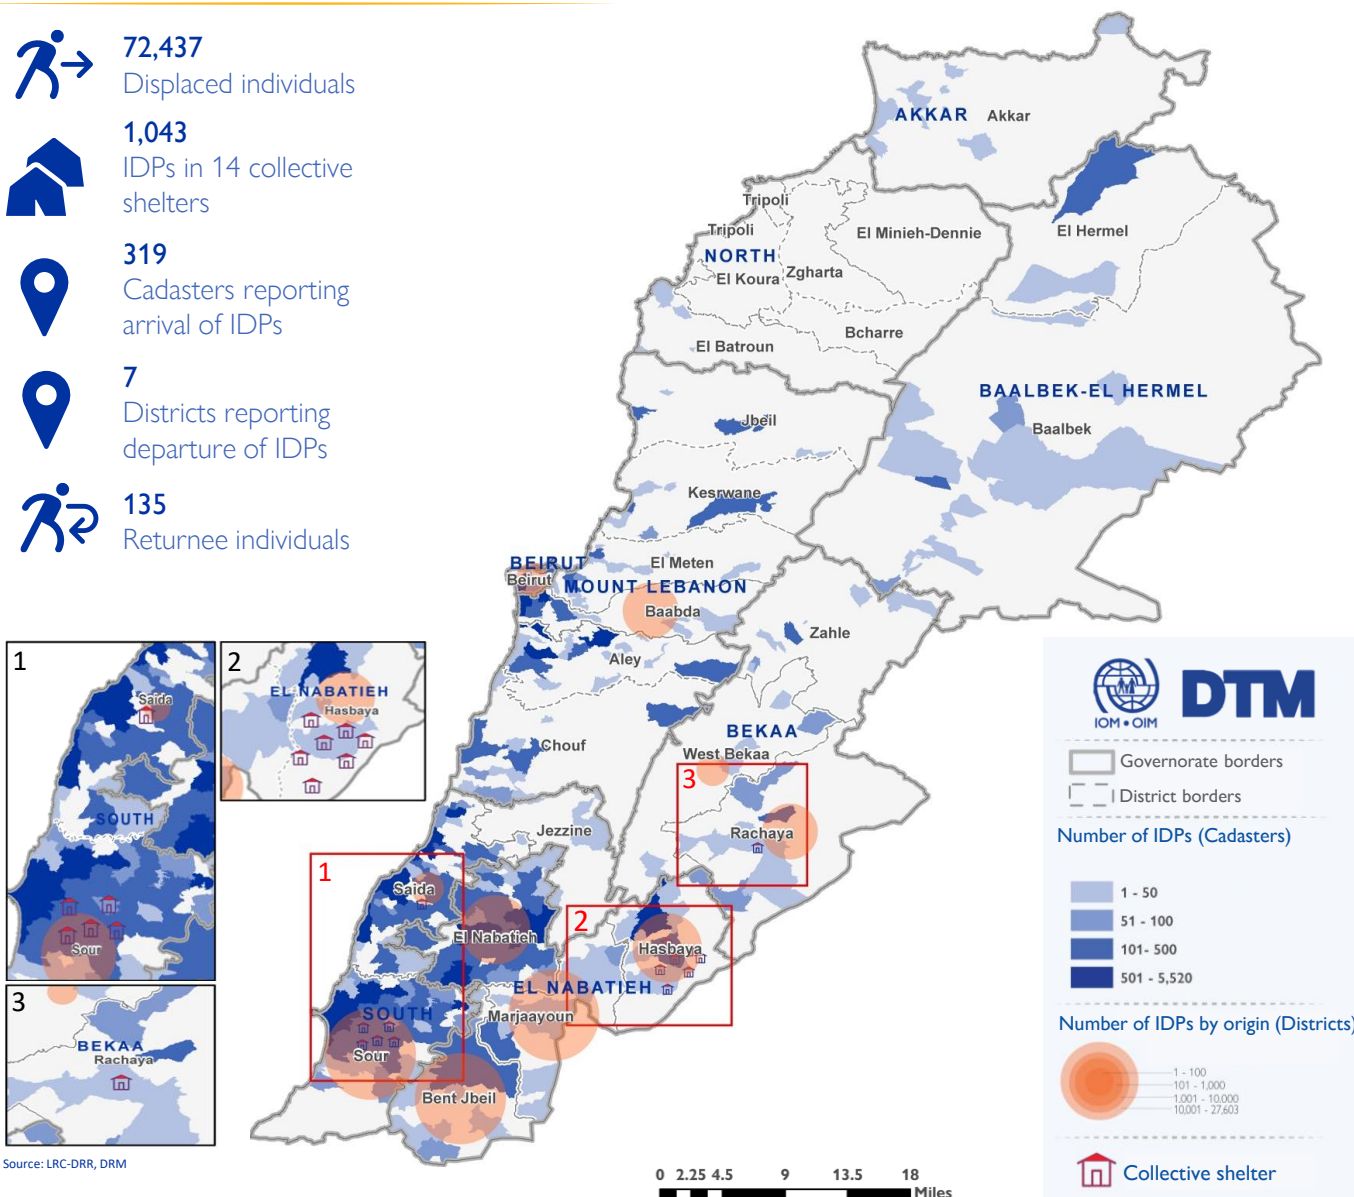 72,437
Displaced individuals
1,043
IDPs in 14 collective
shelters
319
Cadasters reporting
arrival of IDPs
7
Districts reporting
departure of IDPs
135
Returnee individuals
AKKAR
Akkar
Tripoli
Tripoli
El Minieh-Dennie
El Hermel
NORTH
El Koura
Zgharta
Bcharre
El Batroun
BAALBEK-EL HERMEL
Baalbek
Jbeil
Kesrwane
BEIRUT
Beirut
El Meten
MOUNT LEBANON
Baabda
Zahle
Aley
BEKAA
West Bekaa
Chouf
3
Rachaya
Jezzine
1
Saida
El Nabatieh
2
Hasbaya
EL NABATIEH
SOUTH
Marjaayoun
Sour
Bent Jbeil
1
Saida
SOUTH
Sour
2
EL NABATIEH
Hasbaya
3
BEKAA
Rachaya
Source: LRC-DRR, DRM
0 2.25 4.5 9 13.5 18
Miles
IOM • OIM
DTM
Governorate borders
District borders
Number of IDPs (Cadasters)
1 - 50
51 - 100
101- 500
501 - 5,520
Number of IDPs by origin (Districts)
1 - 100
101 - 1,000
1,001 - 10,000
10,001 - 27,603
Collective shelter